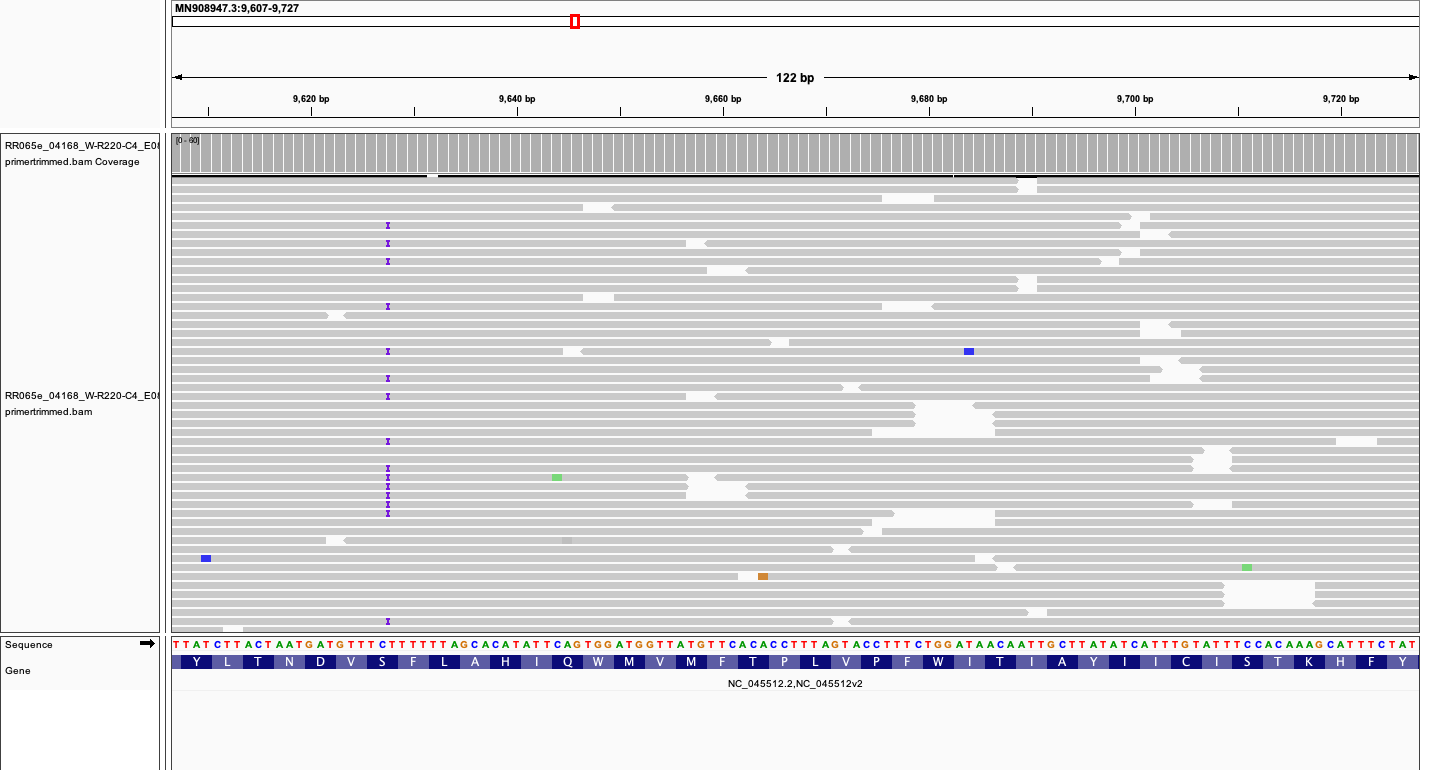 MN908947.3:9,607-9,727
122 bp
9,620 bp 9,640 bp 9,660 bp 9,680 bp 9,700 bp 9,720 bp
RR065e_04168_W-R220-C4_E0
primertrimmed.bam Coverage
[0 - 60]
RR065e_04168_W-R220-C4_E0
primertrimmed.bam
Sequence
TTATCTTACTAATGATGTTTCTTTTTTAGCACATATTCAGTGGATGGTTATGTTCACACCTTTAGTACCTTTCTGGATAACAATTGCTTATATCATTTGTATTTCCACAAAGCATTTCTAT
Gene
Y L T N D V S F L A H I Q W M V M F T P L V P F W I T I A Y I I C I S T K H F Y
NC_045512.2,NC_045512v2